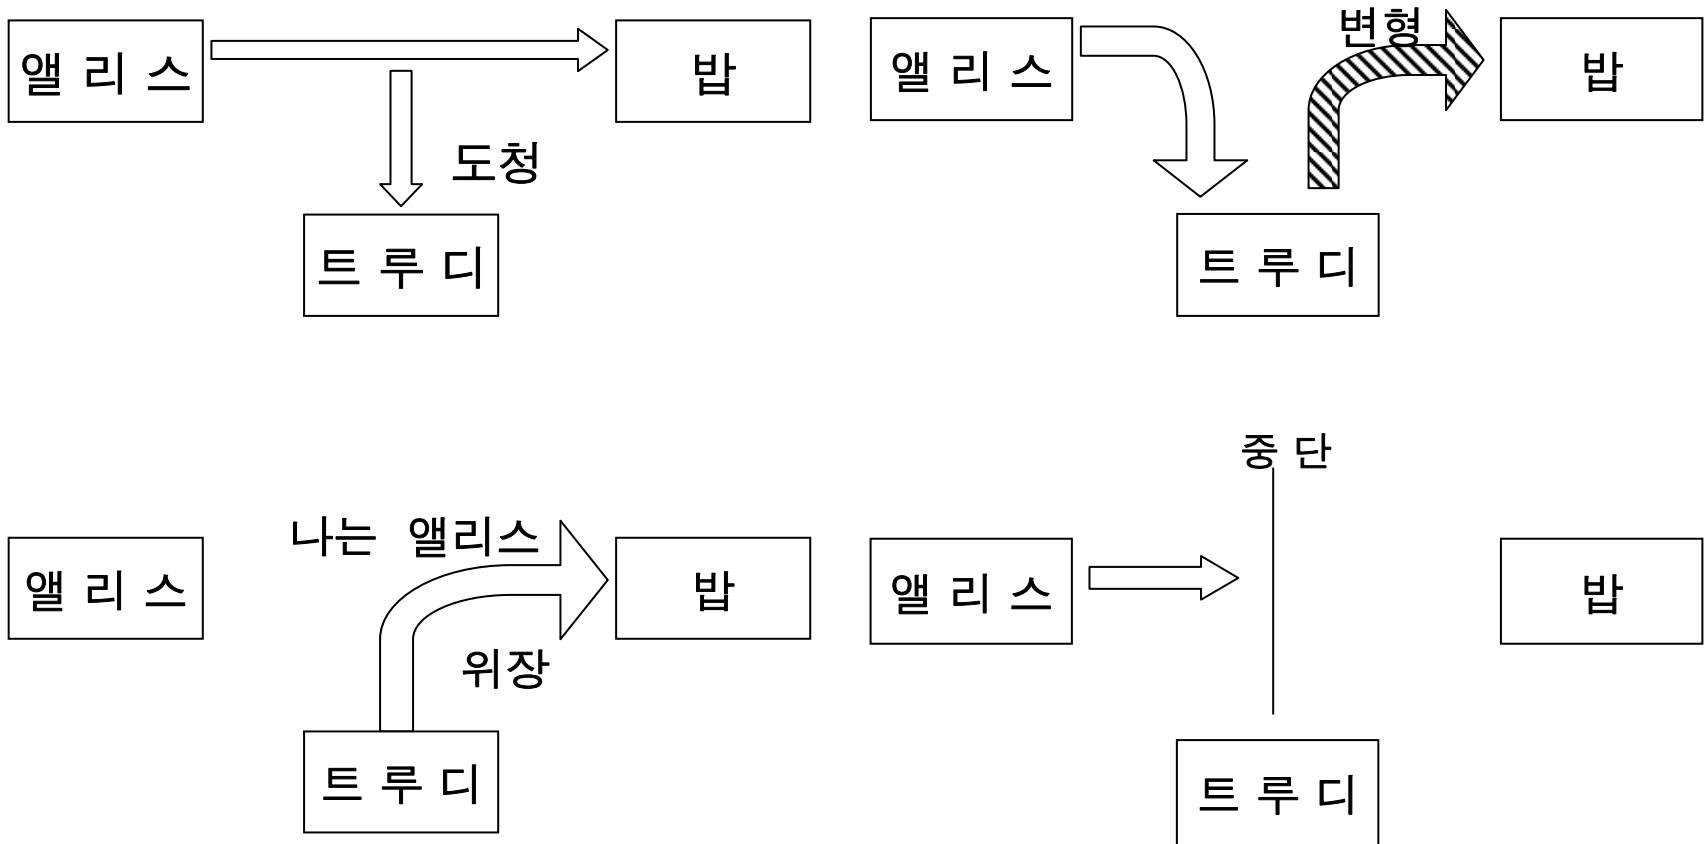 앨 리 스
밥
도청
트 루 디
앨 리 스
변형
밥
트 루 디
앨 리 스
나는 앨리스
밥
위장
트 루 디
중 단
앨 리 스
밥
트 루 디